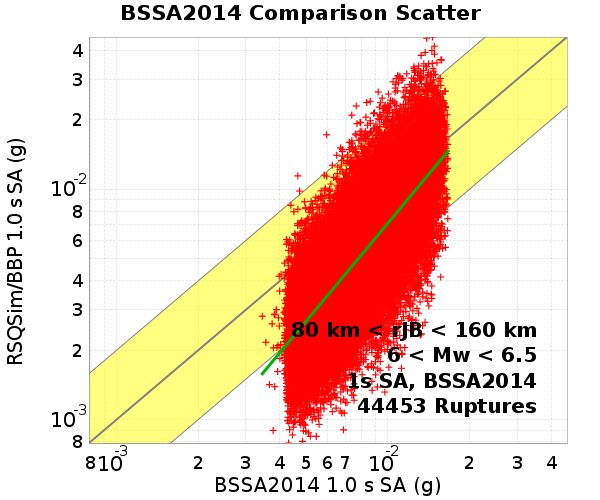 BSSA2014 Comparison Scatter
RSQSim/BBP 1.0 s SA (g)
4
3
2
10-2
8
6
4
3
2
10-3
8
80 km < rJB < 160 km
6 < Mw < 6.5
1s SA, BSSA2014
44453 Ruptures
8 10-3 2 3 4 5 6 7 10-2 2 3 4
BSSA2014 1.0 s SA (g)